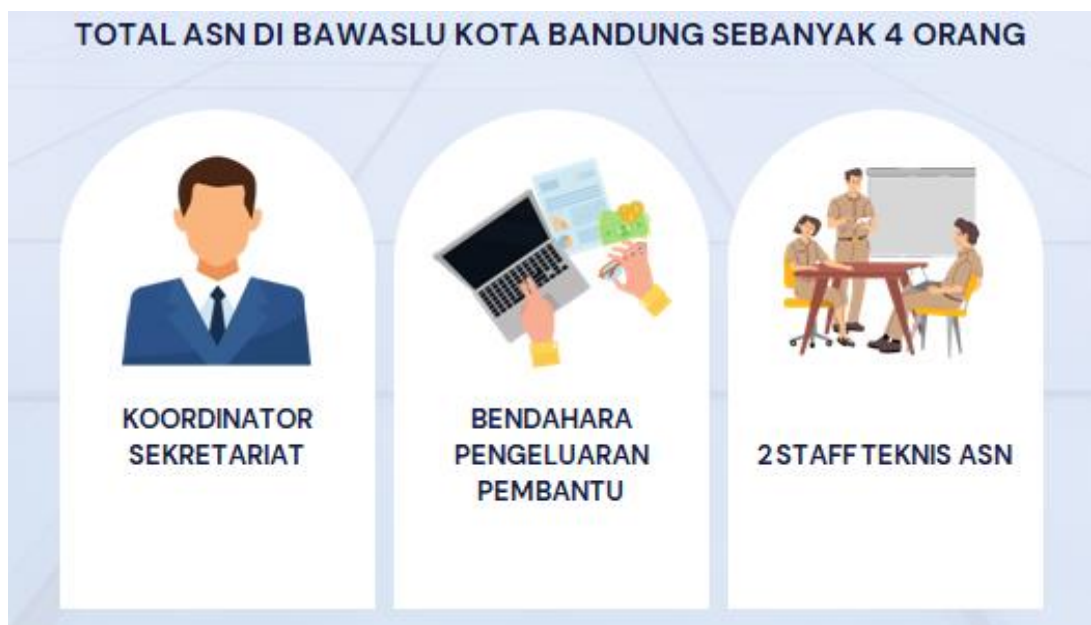 TOTAL ASN DI BAWASLU KOTA BANDUNG SEBANYAK 4 ORANG
KOORDINATOR
SEKRETARIAT
BENDAHARA
PENGELUARAN
PEMBANTU
2 STAFF TEKNIS ASN